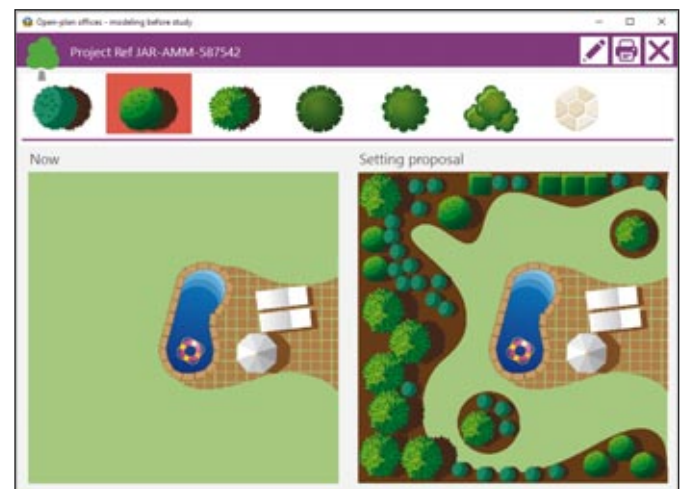 Open-plan offices - modeling before study
Project Ref JAR-AMM-587542
Now
Setting proposal